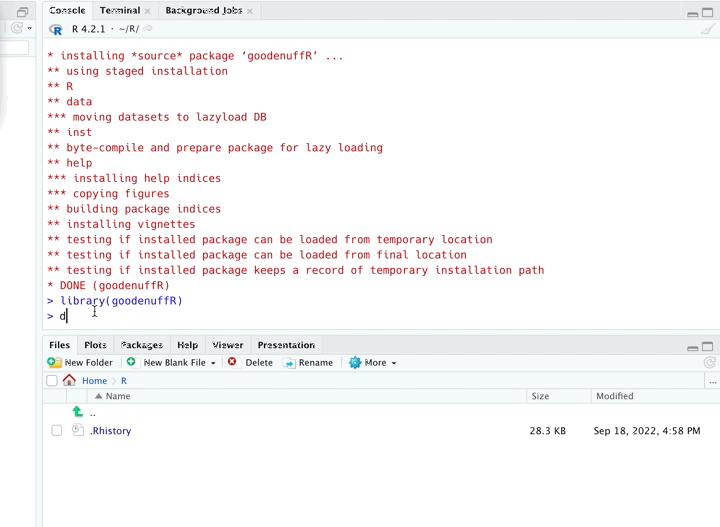 Console Terminal Background Jobs
R 4.2.1 · ~/R/
* installing *source* package ‘goodenuffR’ ...
** using staged installation
** R
** data
*** moving datasets to lazyload DB
** inst
** byte-compile and prepare package for lazy loading
** help
*** installing help indices
*** copying figures
** building package indices
** installing vignettes
** testing if installed package can be loaded from temporary location
** testing if installed package can be loaded from final location
** testing if installed package keeps a record of temporary installation path
* DONE (goodenuffR)
> library(goodenuffR)
> d
Files Plots Packages Help Viewer Presentation
New Folder New Blank File Delete Rename More
Home R ...
Name Size Modified
..
.Rhistory 28.3 KB Sep 18, 2022, 4:58 PM